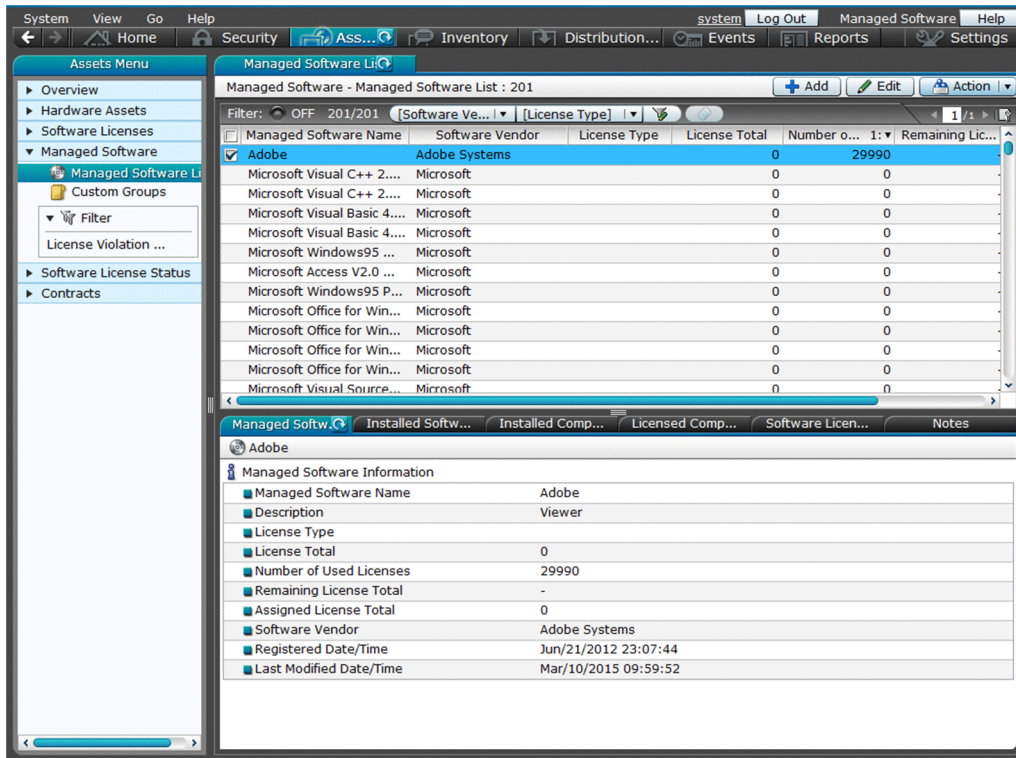 System View Go Help system Log Out Managed Software Help
Home Security Ass... Inventory Distribution... Events Reports Settings
Assets Menu
Overview
Hardware Assets
Software Licenses
Managed Software
Managed Software Li
Custom Groups
Filter
License Violation ...
Software License Status
Contracts
Managed Software Li
Managed Software - Managed Software List : 201 Add Edit Action
Filter: OFF 201/201 [Software Ve... [License Type] 1 /1
Managed Software Name Software Vendor License Type License Total Number o... 1: Remaining Lic...
Adobe Adobe Systems 0 29990 -
Microsoft Visual C++ 2.... Microsoft 0 0 -
Microsoft Visual C++ 2.... Microsoft 0 0 -
Microsoft Visual Basic 4.... Microsoft 0 0 -
Microsoft Visual Basic 4.... Microsoft 0 0 -
Microsoft Windows95 ... Microsoft 0 0 -
Microsoft Access V2.0 ... Microsoft 0 0 -
Microsoft Windows95 P... Microsoft 0 0 -
Microsoft Office for Win... Microsoft 0 0 -
Microsoft Office for Win... Microsoft 0 0 -
Microsoft Office for Win... Microsoft 0 0 -
Microsoft Office for Win... Microsoft 0 0 -
Microsoft Visual Source... Microsoft 0 0 -
Managed Softw. Installed Softw... Installed Comp... Licensed Comp... Software Licen... Notes
Adobe
Managed Software Information
Managed Software Name Adobe
Description Viewer
License Type
License Total 0
Number of Used Licenses 29990
Remaining License Total -
Assigned License Total 0
Software Vendor Adobe Systems
Registered Date/Time Jun/21/2012 23:07:44
Last Modified Date/Time Mar/10/2015 09:59:52